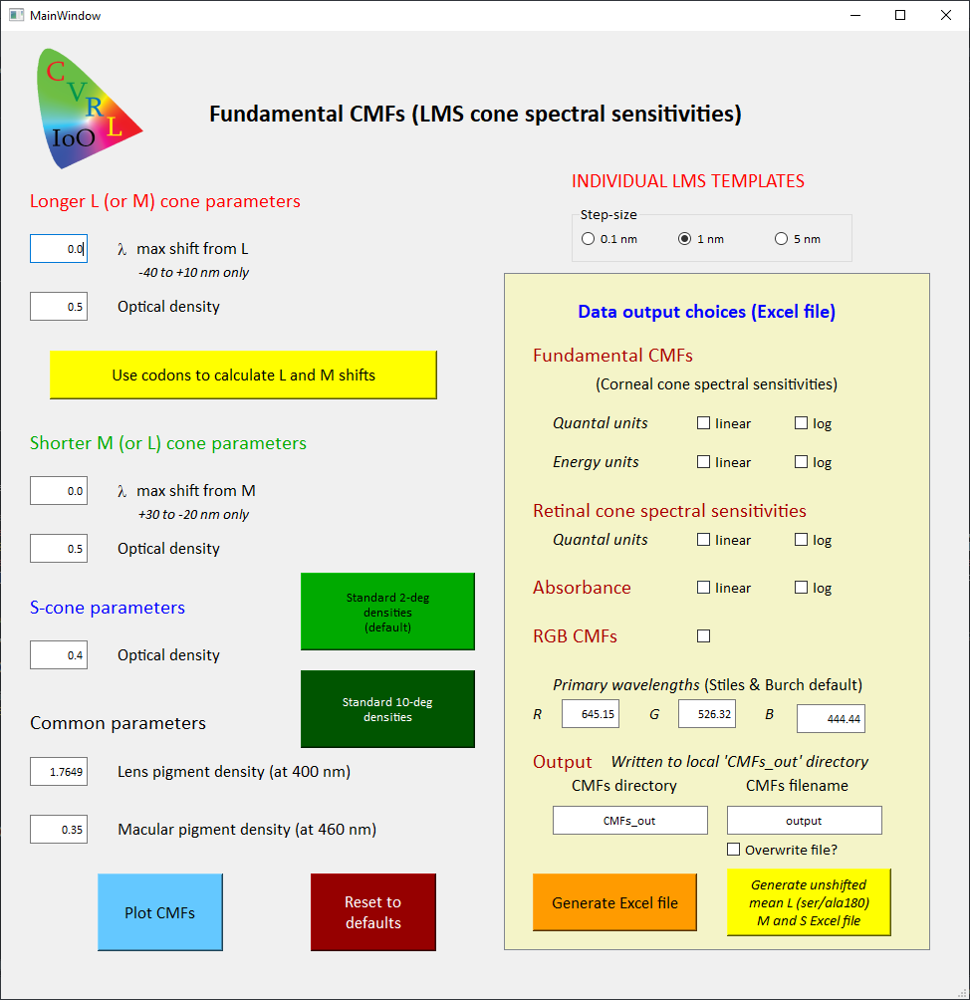 MainWindow
C
V
R
L
IoO
Fundamental CMFs (LMS cone spectral sensitivities)
Longer L (or M) cone parameters
0.0
λ max shift from L
-40 to +10 nm only
0.5
Optical density
Use codons to calculate L and M shifts
Shorter M (or L) cone parameters
0.0
λ max shift from M
+30 to -20 nm only
0.5
Optical density
S-cone parameters
0.4
Optical density
Standard 2-deg
densities
(default)
Standard 10-deg
densities
Common parameters
1.7649
Lens pigment density (at 400 nm)
0.35
Macular pigment density (at 460 nm)
Plot CMFs
Reset to
defaults
INDIVIDUAL LMS TEMPLATES
Step-size
0.1 nm
1 nm
5 nm
Data output choices (Excel file)
Fundamental CMFs
(Corneal cone spectral sensitivities)
Quantal units linear log
Energy units linear log
Retinal cone spectral sensitivities
Quantal units linear log
Absorbance linear log
RGB CMFs
Primary wavelengths (Stiles & Burch default)
R 645.15 G 526.32 B 444.44
Output Written to local 'CMFs_out' directory
CMFs directory CMFs filename
CMFs_out output
Overwrite file?
Generate Excel file
Generate unshifted
mean L (ser/ala180)
M and S Excel file